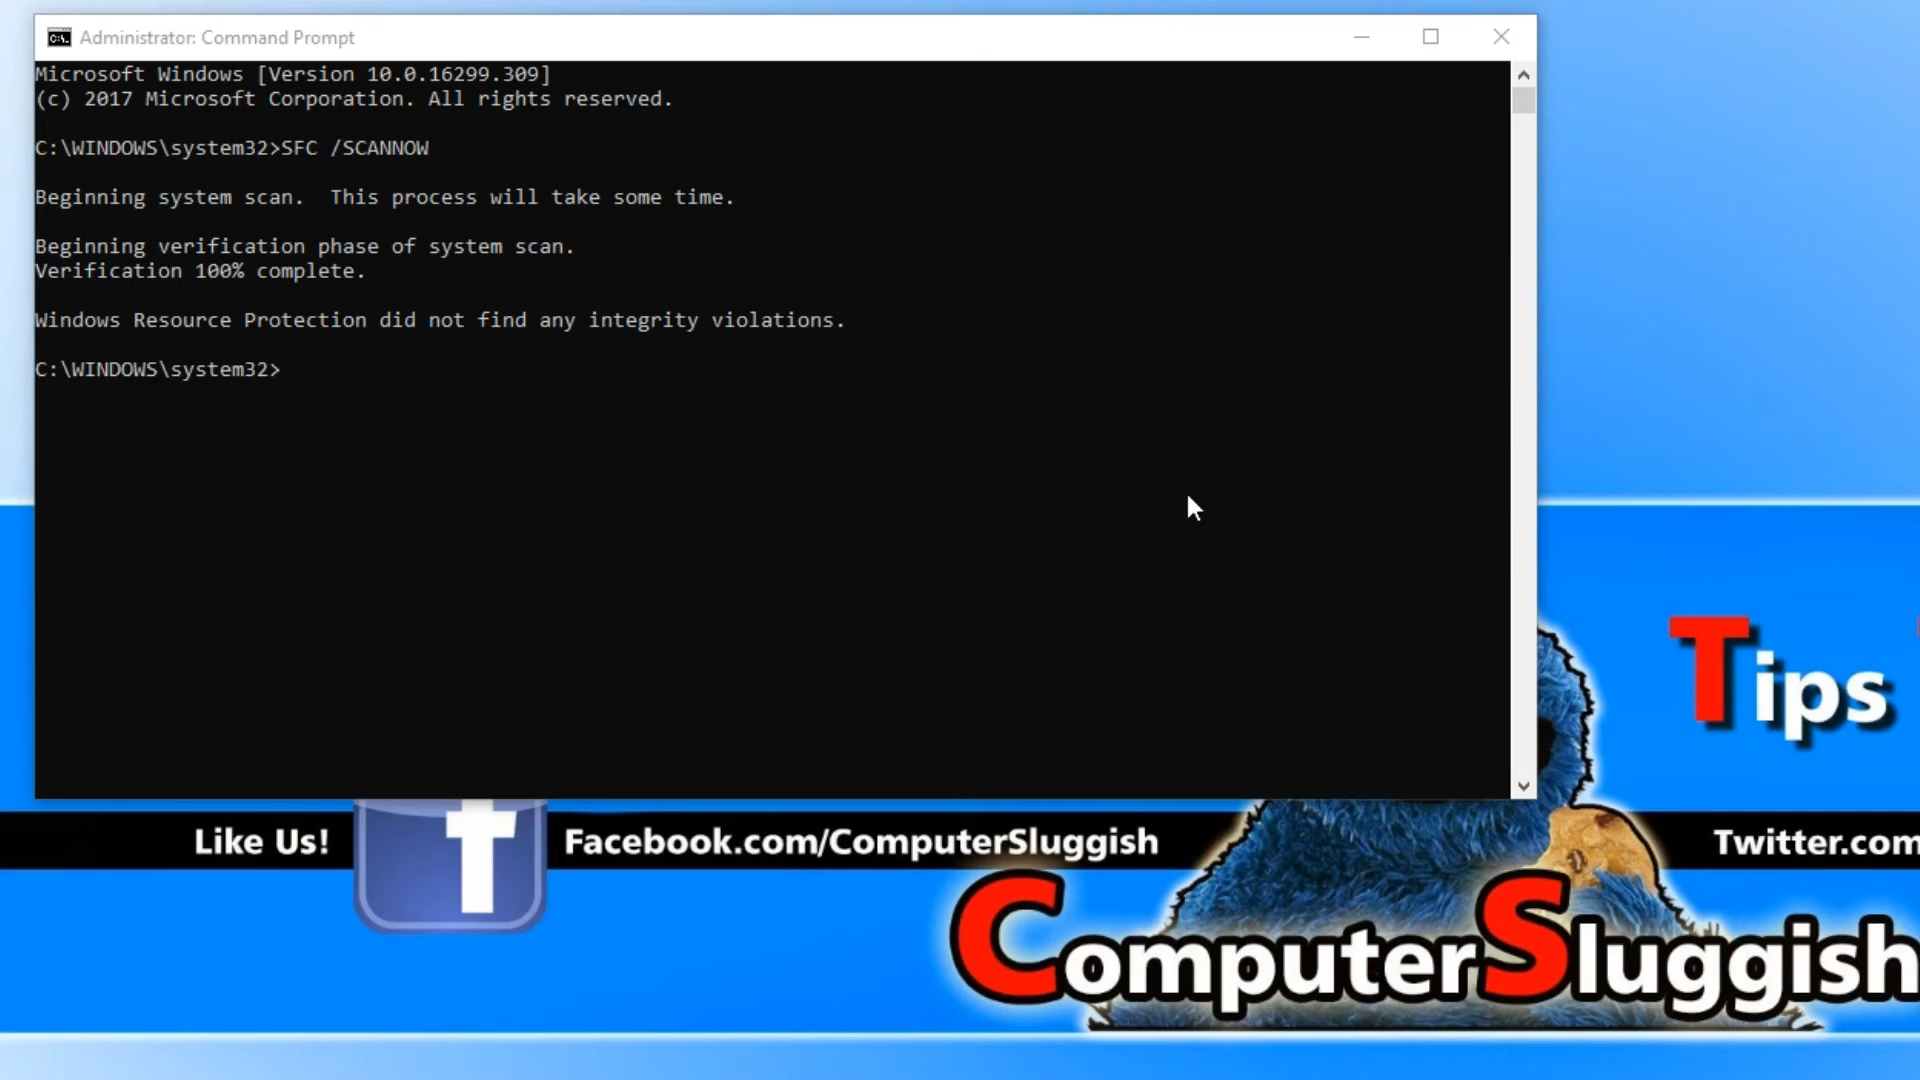 Administrator: Command Prompt
Microsoft Windows [Version 10.0.16299.309]
(c) 2017 Microsoft Corporation. All rights reserved.
C:\WINDOWS\system32>SFC /SCANNOW
Beginning system scan.  This process will take some time.
Beginning verification phase of system scan.
Verification 100% complete.
Windows Resource Protection did not find any integrity violations.
C:\WINDOWS\system32>
Tips
Like Us!
Facebook.com/ComputerSluggish
Twitter.com
ComputerSluggish